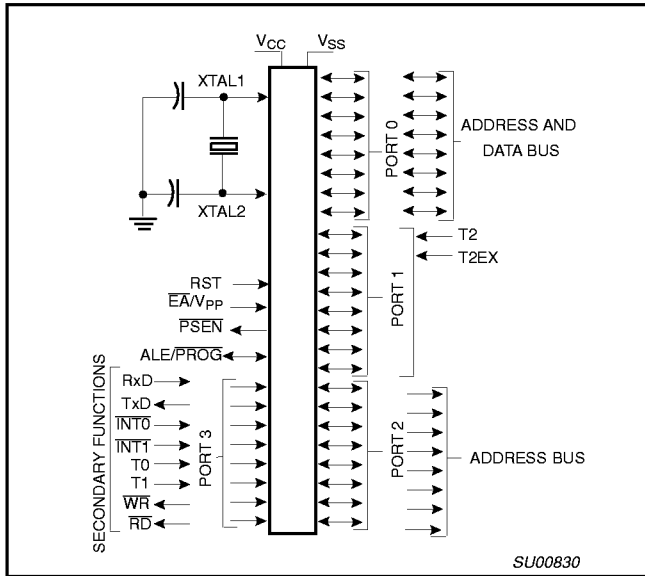 VCC VSS
XTAL1
XTAL2
PORT 0
ADDRESS AND
DATA BUS
T2
T2EX
PORT 1
RST
EA/VPP
PSEN
ALE/PROG
SECONDARY FUNCTIONS
RxD
TxD
INT0
INT1
T0
T1
WR
RD
PORT 3
PORT 2
ADDRESS BUS
SU00830